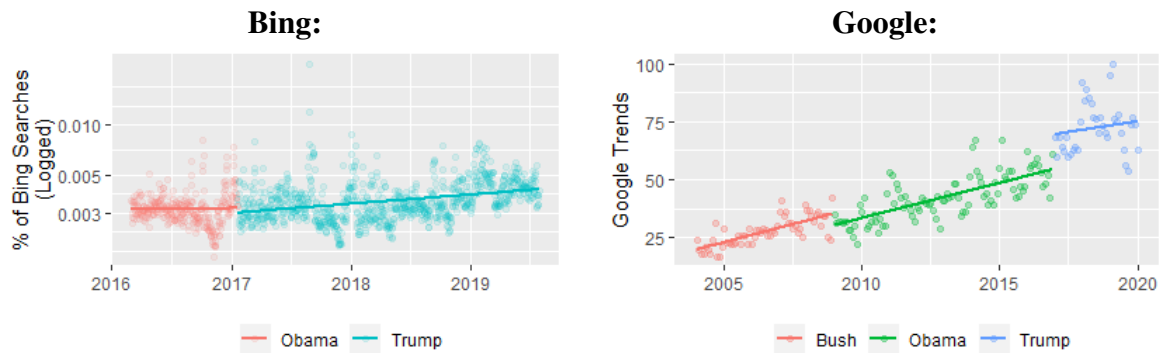 Bing:
% of Bing Searches
(Logged)
0.010
0.005
0.003
2016
2017
2018
2019
Obama
Trump
Google:
Google Trends
100
75
50
25
2005
2010
2015
2020
Bush
Obama
Trump